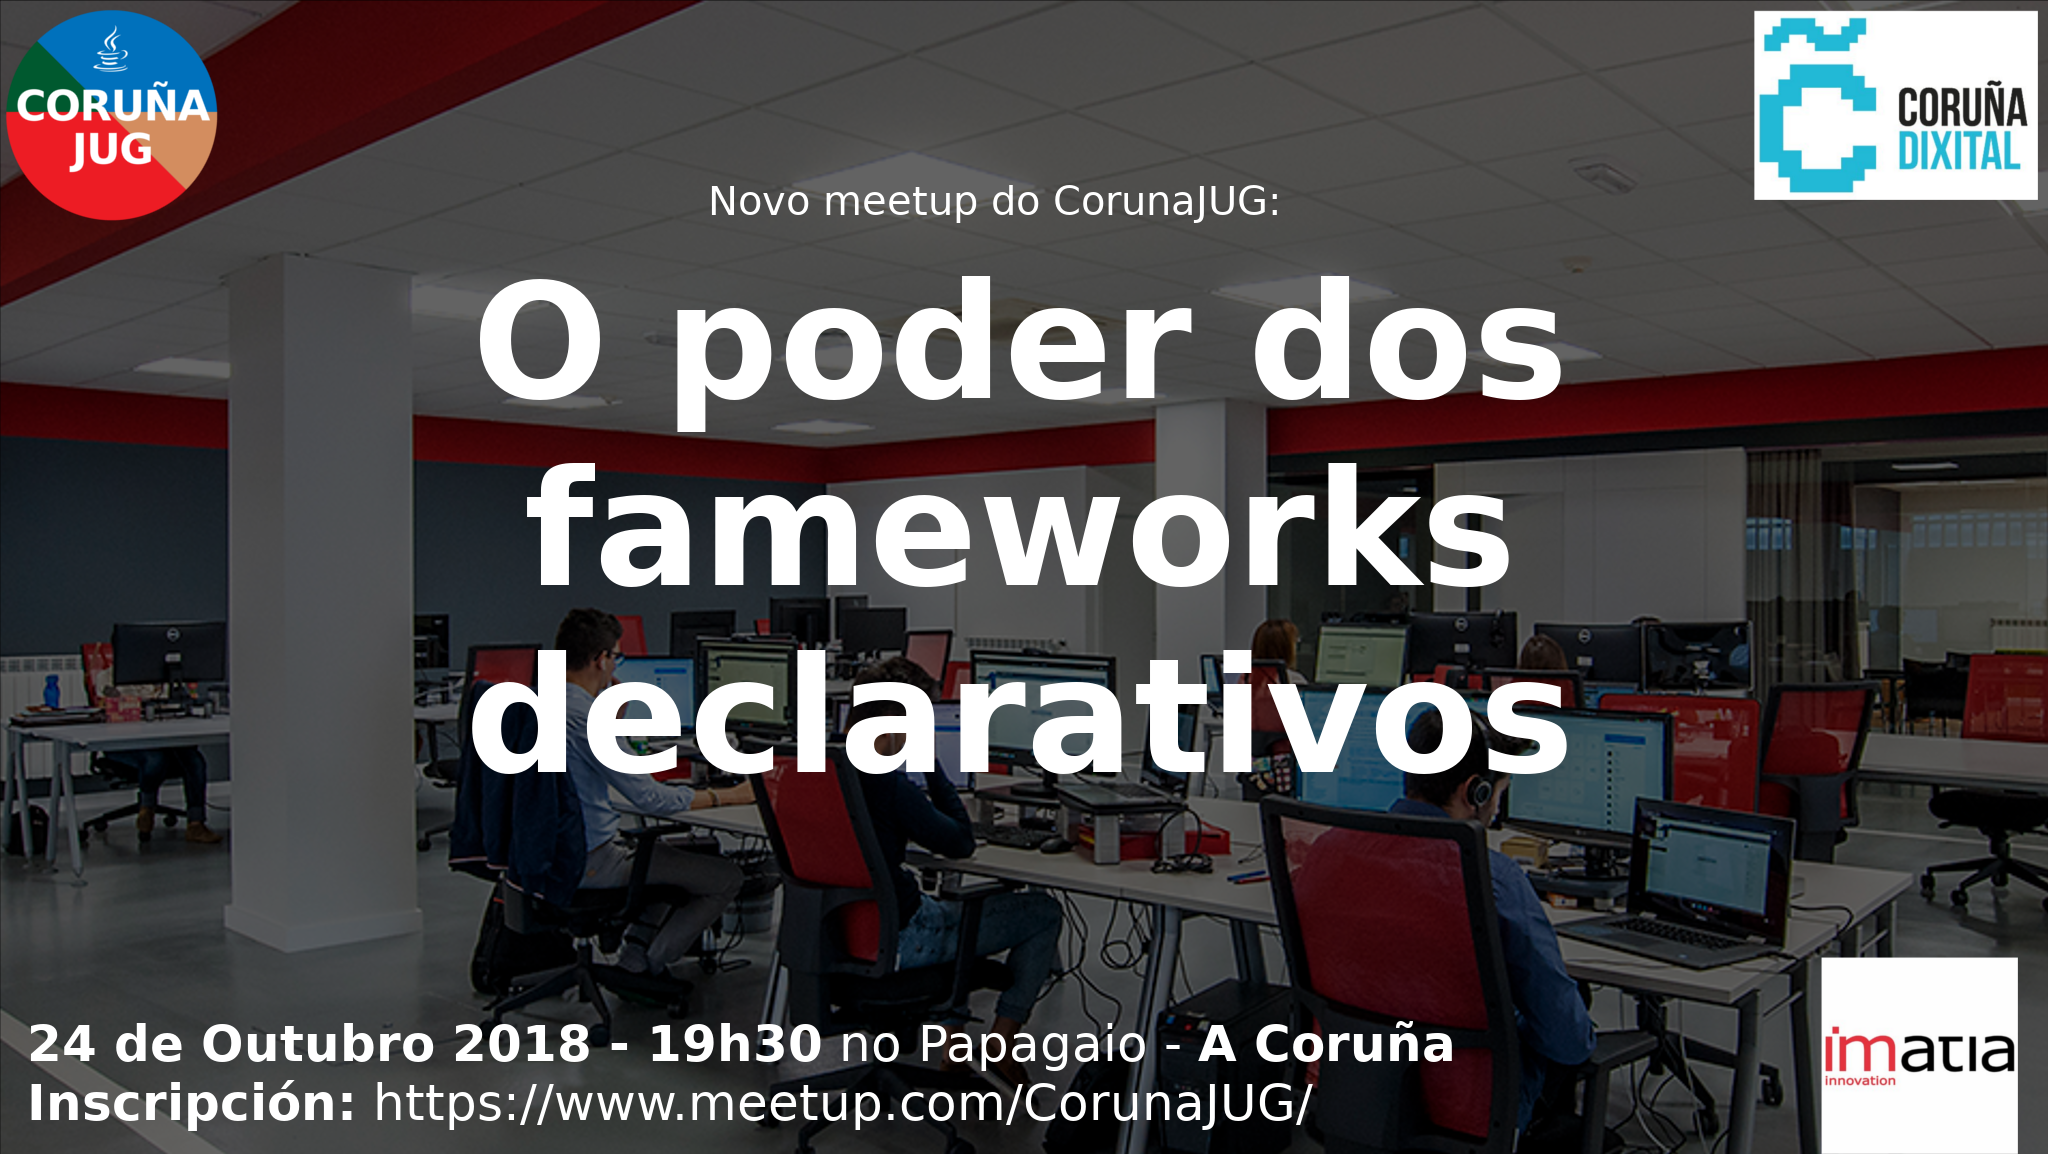 CORUÑA
JUG
CORUÑA
DIXITAL
Novo meetup do CorunaJUG:
O poder dos
fameworks
declarativos
24 de Outubro 2018 - 19h30 no Papagaio - A Coruña
Inscripción: https://www.meetup.com/CorunaJUG/
imatia
innovation